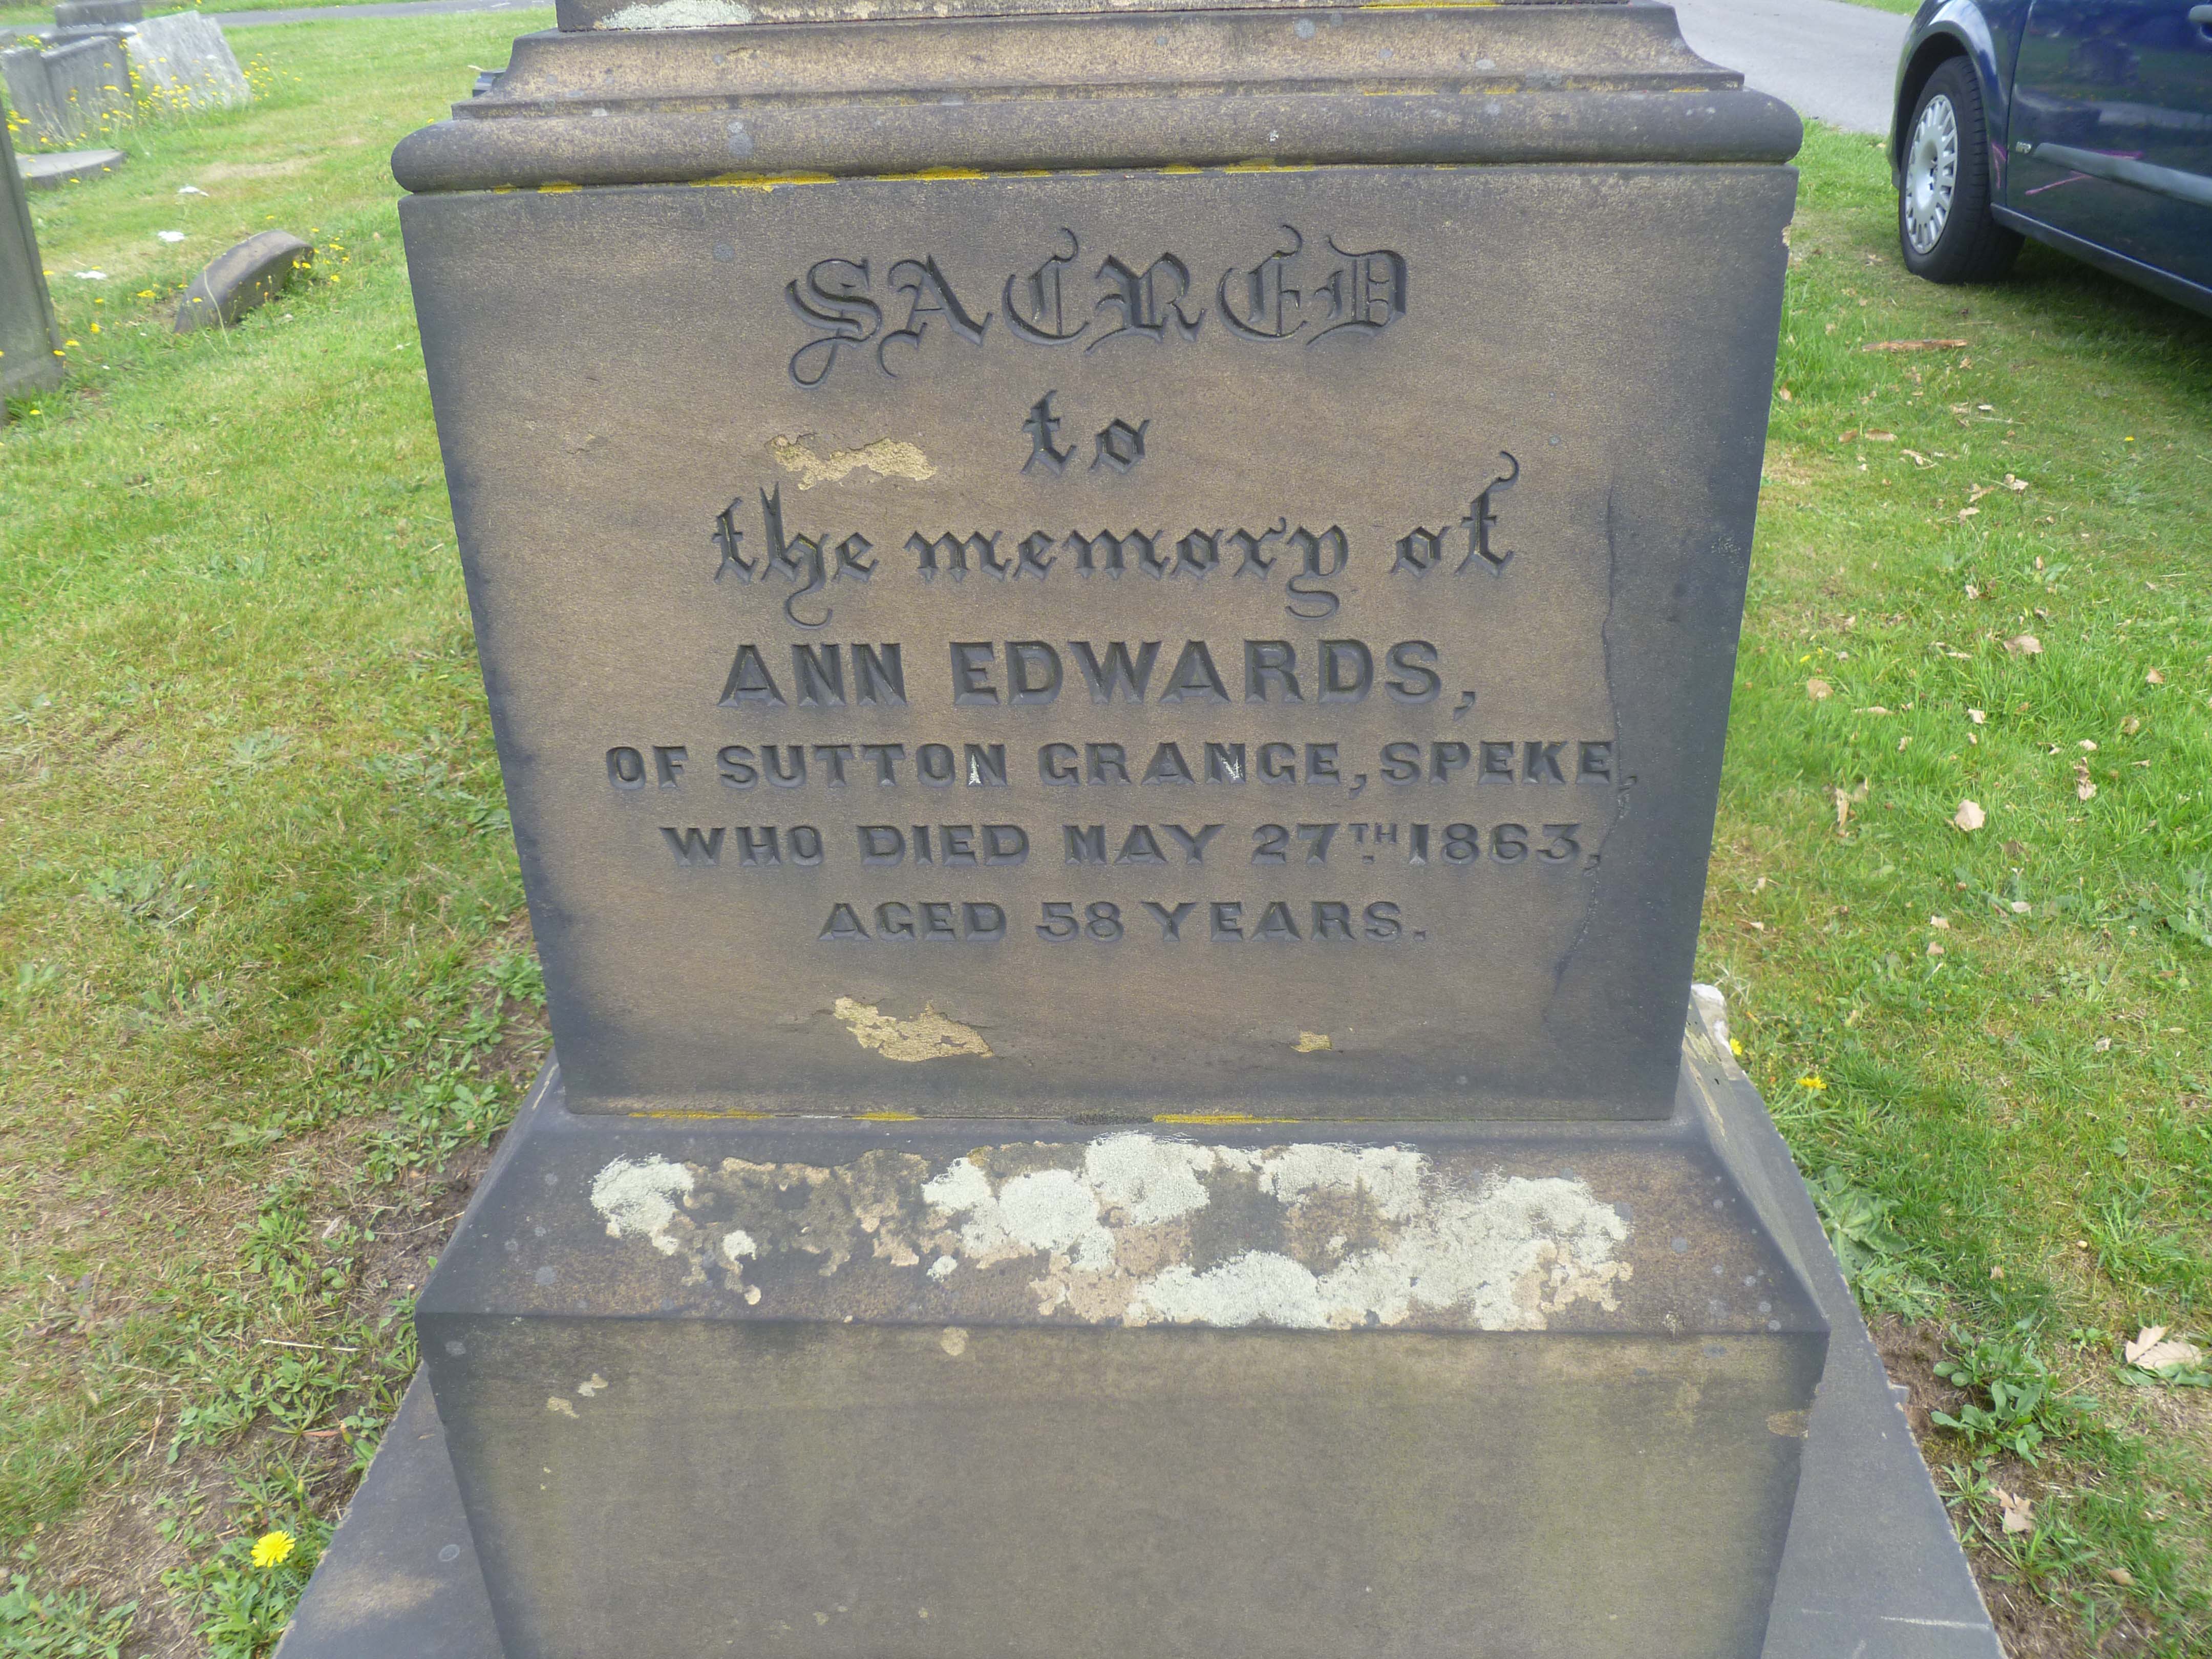 SACRED
to
the memory of
ANN EDWARDS,
OF SUTTON GRANGE, SPEKE,
WHO DIED MAY 27TH 1863,
AGED 58 YEARS.